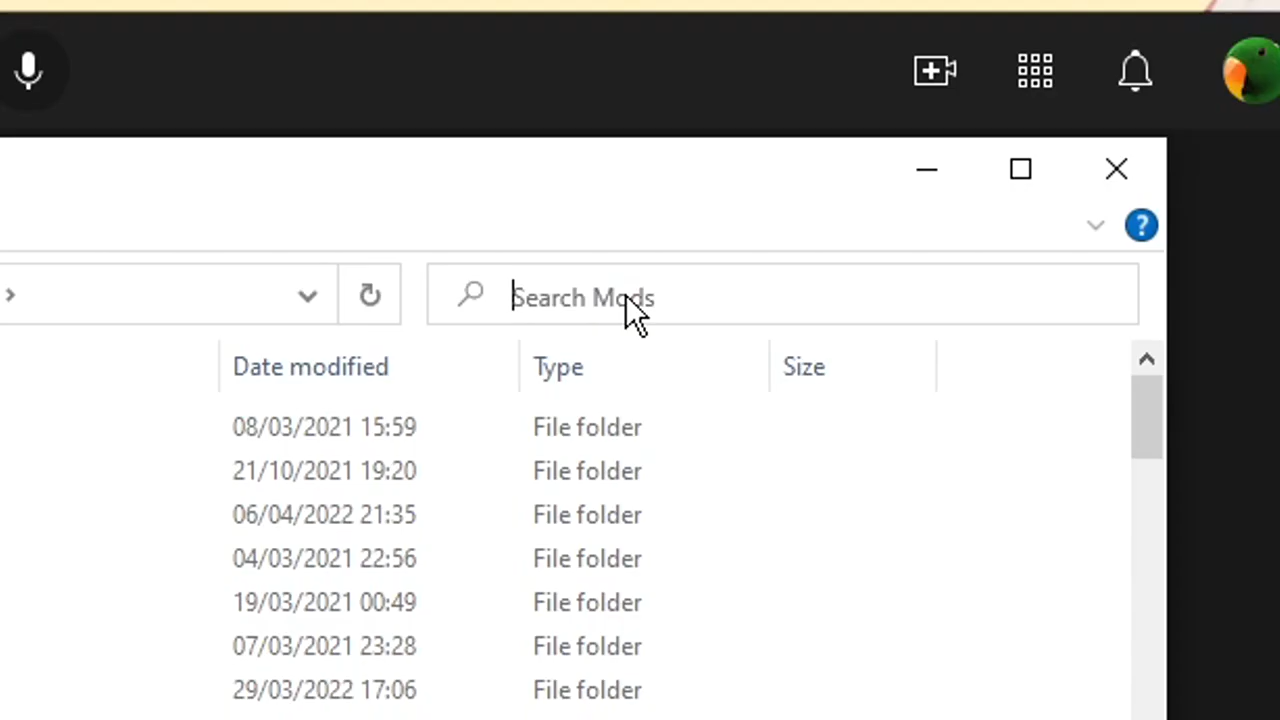 ?
Search Mods
Date modified Type Size
08/03/2021 15:59 File folder
21/10/2021 19:20 File folder
06/04/2022 21:35 File folder
04/03/2021 22:56 File folder
19/03/2021 00:49 File folder
07/03/2021 23:28 File folder
29/03/2022 17:06 File folder